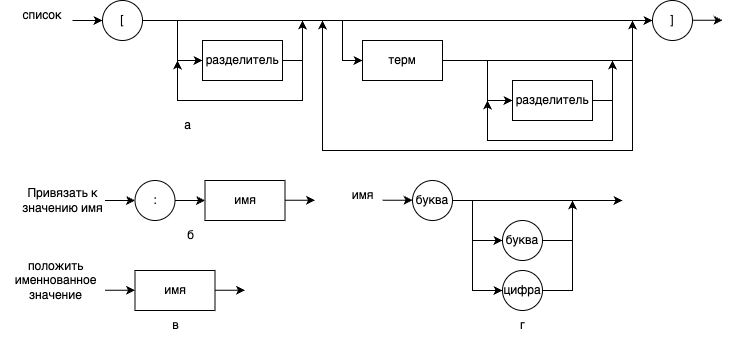 список
[
]
разделитель
терм
разделитель
а
Привязать к
значению имя
:
имя
б
имя
буква
буква
цифра
г
положить
именнованное
значение
имя
в